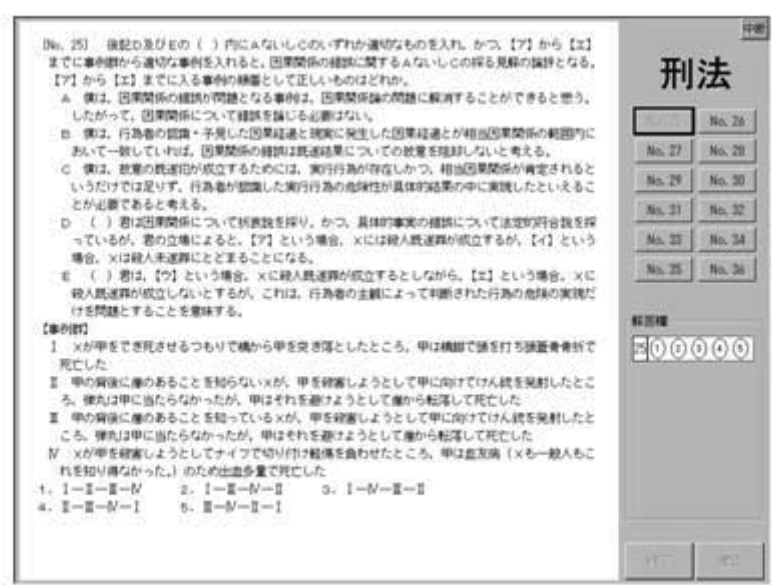 [No. 25] 後記D及びEの( )内にAないしCのいずれか適切なものを入れ,かつ,【ア】から【エ】
までに事例群から適切な事例を入れると,因果関係の錯誤に関するAないしCの採る見解の論評となる。
【ア】から【エ】までに入る事例の順番として正しいものはどれか。
A 僕は,因果関係の錯誤が問題となる事例は,因果関係論の問題に解消することができると思う。
したがって,因果関係について錯誤を論じる必要はない。
B 僕は,行為者の認識・予見した因果経過と現実に発生した因果経過とが相当因果関係の範囲内に
おいて一致していれば,因果関係の錯誤は既遂結果についての故意を阻却しないと考える。
C 僕は,故意の既遂犯が成立するためには,実行行為が存在しかつ,相当因果関係が肯定されると
いうだけでは足りず,行為者が認識した実行行為の危険性が具体的結果の中に実現したといえるこ
とが必要であると考える。
D ( )君は因果関係について折衷説を採り,かつ,具体的事実の錯誤について法定的符合説を採
っているが,君の立場によると,【ア】という場合,Xには殺人既遂罪が成立するが,【イ】という
場合,Xは殺人未遂罪にとどまることになる。
E ( )君は,【ウ】という場合,Xに殺人既遂罪が成立するとしながら,【エ】という場合,Xに
殺人既遂罪が成立しないとするが,これは,行為者の主観によって判断された行為の危険の実現だ
けを問題とすることを意味する。
【事例群】
Ⅰ Xが甲をでき死させるつもりで橋から甲を突き落としたところ,甲は橋脚で頭を打ち頭蓋骨骨折で
死亡した
Ⅱ 甲の背後に崖のあることを知らないXが,甲を殺害しようとして甲に向けてけん銃を発射したとこ
ろ,弾丸は甲に当たらなかったが,甲はそれを避けようとして崖から転落して死亡した
Ⅲ 甲の背後に崖のあることを知っているXが,甲を殺害しようとして甲に向けてけん銃を発射したと
ころ,弾丸は甲に当たらなかったが,甲はそれを避けようとして崖から転落して死亡した
Ⅳ Xが甲を殺害しようとしてナイフで切り付け軽傷を負わせたところ,甲は血友病(Xも一般人もこ
れを知り得なかった。)のため出血多量で死亡した
1. Ⅰ-Ⅱ-Ⅲ-Ⅳ 2. Ⅰ-Ⅲ-Ⅳ-Ⅱ 3. Ⅰ-Ⅳ-Ⅲ-Ⅱ
4. Ⅱ-Ⅲ-Ⅳ-Ⅰ 5. Ⅲ-Ⅳ-Ⅱ-Ⅰ
中断
刑法
No. 26
No. 27 No. 28
No. 29 No. 30
No. 31 No. 32
No. 33 No. 34
No. 35 No. 36
解答欄
25 1 2 3 4 5